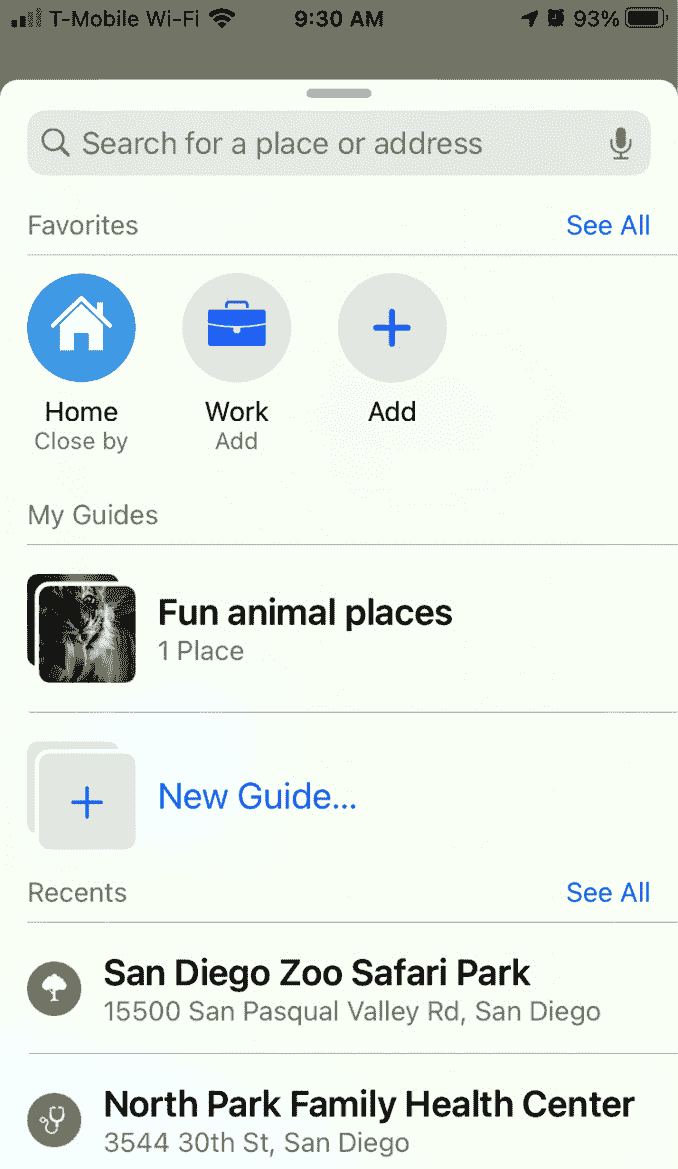 T-Mobile Wi-Fi 9:30 AM 93%
Search for a place or address
Favorites See All
Home Work Add
Close by Add
My Guides
Fun animal places
1 Place
New Guide...
Recents See All
San Diego Zoo Safari Park
15500 San Pasqual Valley Rd, San Diego
North Park Family Health Center
3544 30th St, San Diego